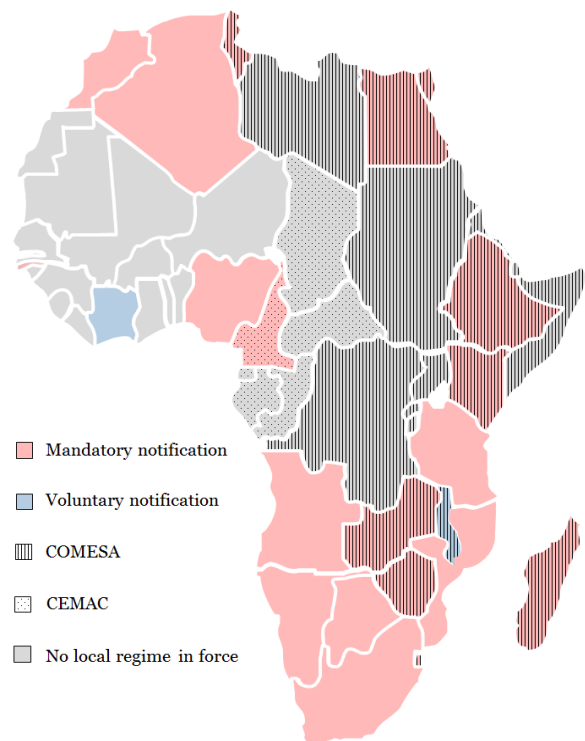 Mandatory notification
Voluntary notification
COMESA
CEMAC
No local regime in force